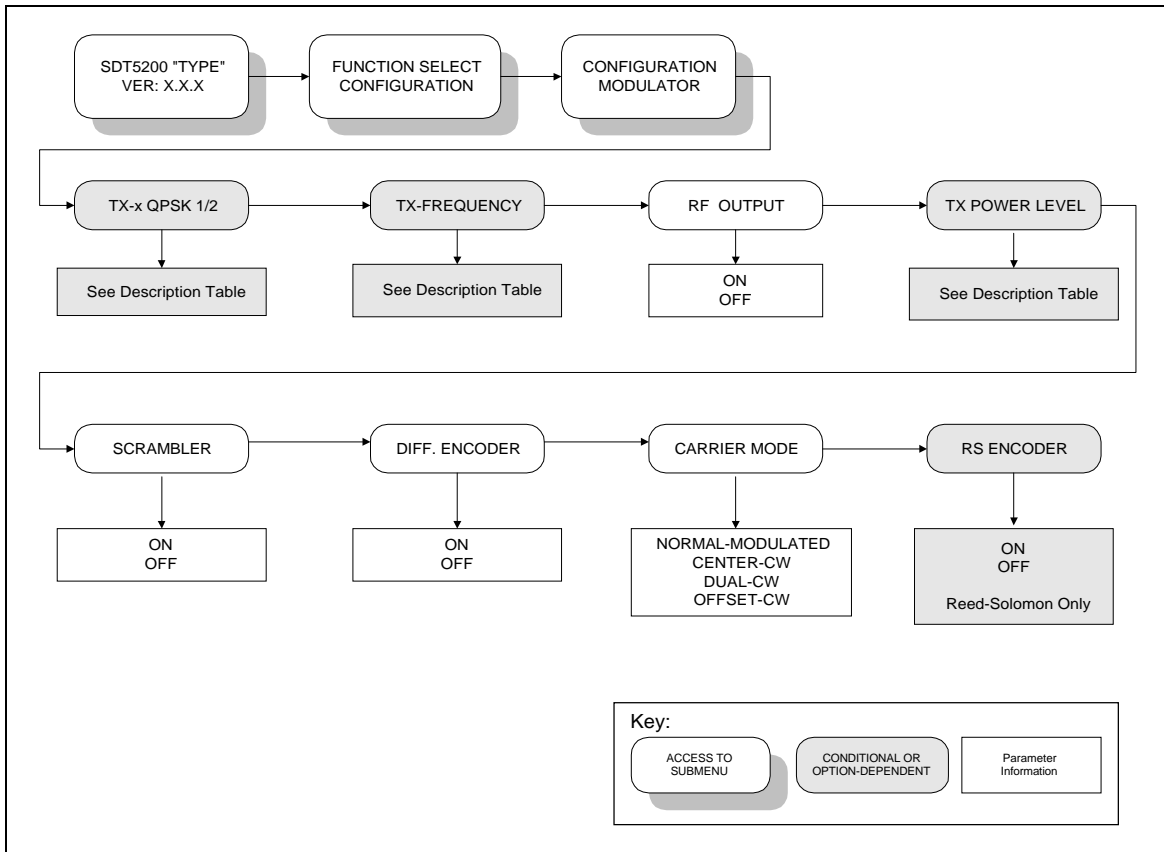 SDT5200 "TYPE"
VER: X.X.X
FUNCTION SELECT
CONFIGURATION
CONFIGURATION
MODULATOR
TX-x QPSK 1/2
TX-FREQUENCY
RF OUTPUT
TX POWER LEVEL
See Description Table
See Description Table
ON
OFF
See Description Table
SCRAMBLER
DIFF. ENCODER
CARRIER MODE
RS ENCODER
ON
OFF
ON
OFF
NORMAL-MODULATED
CENTER-CW
DUAL-CW
OFFSET-CW
ON
OFF
Reed-Solomon Only
Key:
ACCESS TO
SUBMENU
CONDITIONAL OR
OPTION-DEPENDENT
Parameter
Information